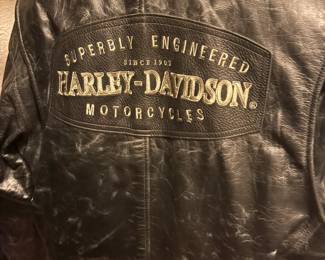 SUPERBLY ENGINEERED
SINCE 1903
HARLEY-DAVIDSON®
MOTORCYCLES